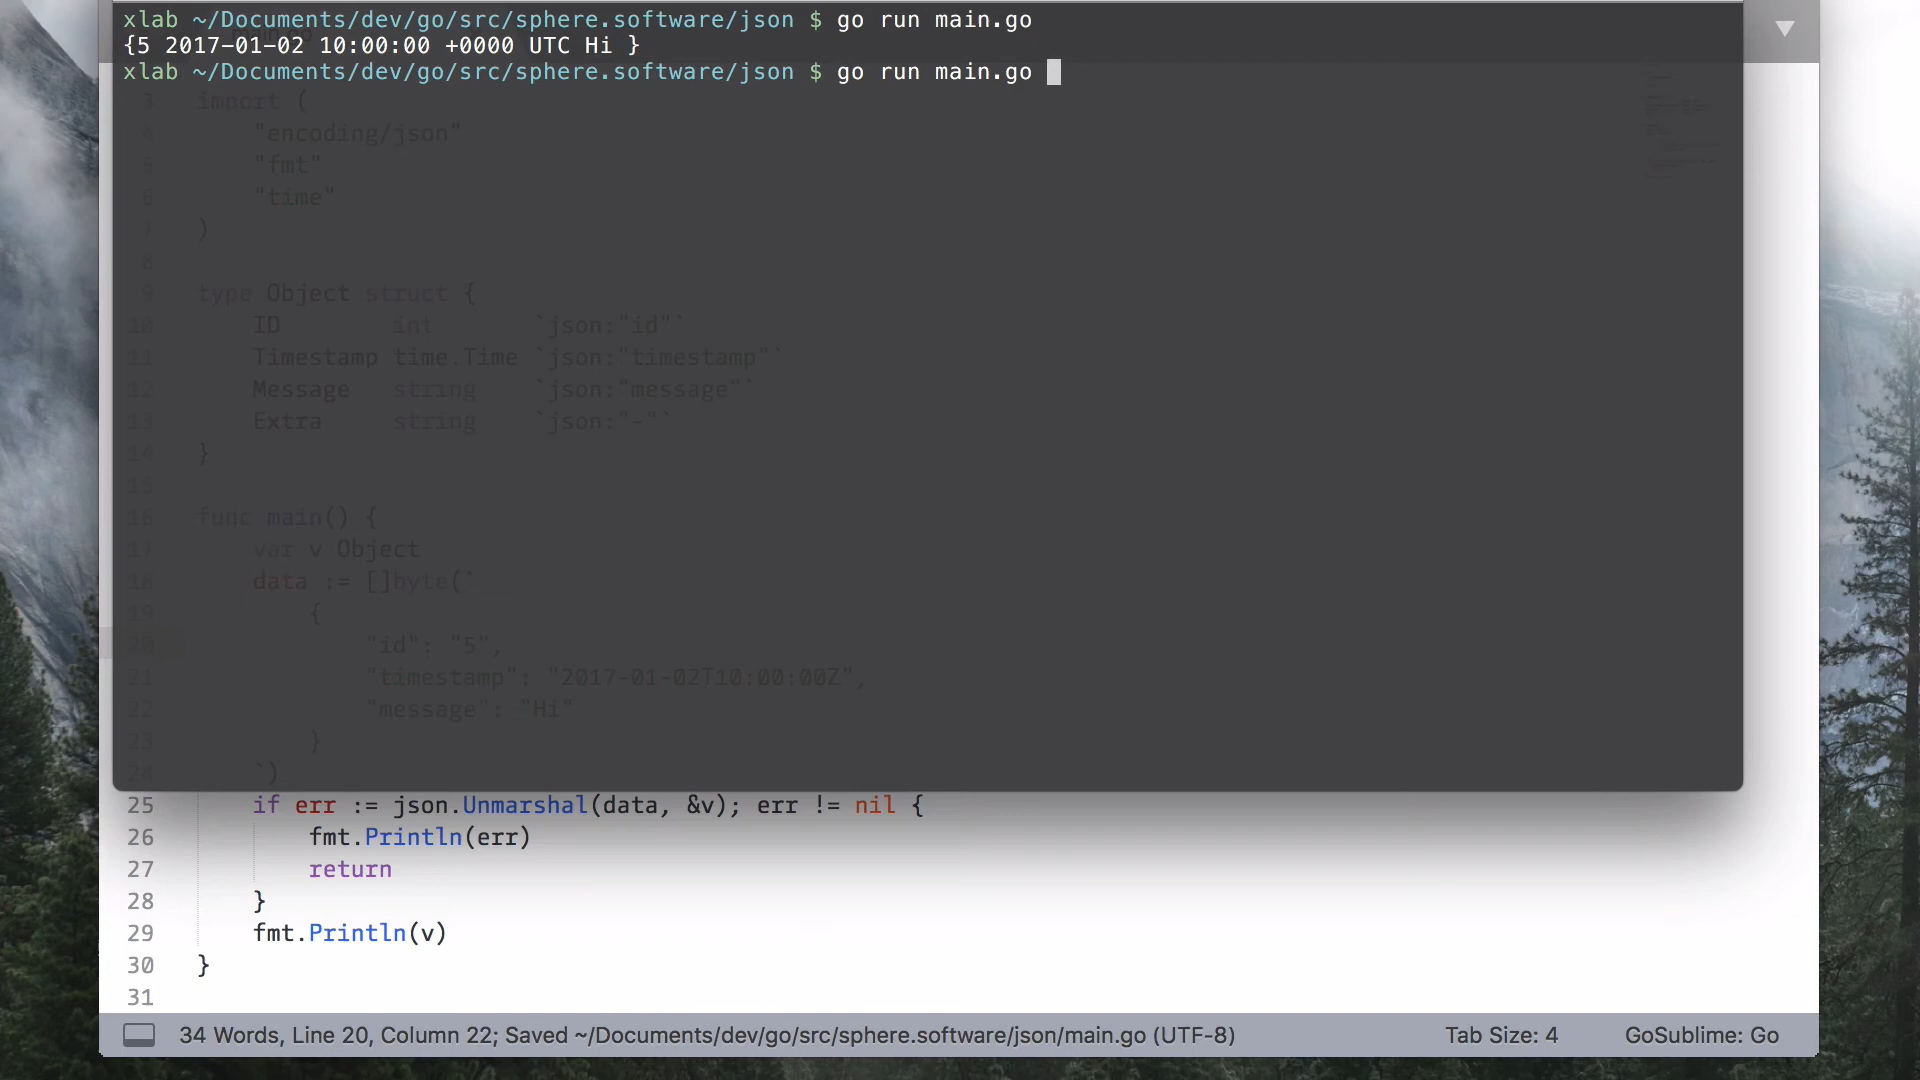 xlab ~/Documents/dev/go/src/sphere.software/json $ go run main.go
{5 2017-01-02 10:00:00 +0000 UTC Hi }
xlab ~/Documents/dev/go/src/sphere.software/json $ go run main.go
3 import (
4 "encoding/json"
5 "fmt"
6 "time"
7 )
8
9 type Object struct {
10 ID int `json:"id"`
11 Timestamp time.Time `json:"timestamp"`
12 Message string `json:"message"`
13 Extra string `json:"-"`
14 }
15
16 func main() {
17 var v Object
18 data := []byte(`
19 {
20 "id": "5",
21 "timestamp": "2017-01-02T10:00:00Z",
22 "message": "Hi"
23 }
24 `)
25 if err := json.Unmarshal(data, &v); err != nil {
26 fmt.Println(err)
27 return
28 }
29 fmt.Println(v)
30 }
31
34 Words, Line 20, Column 22; Saved ~/Documents/dev/go/src/sphere.software/json/main.go (UTF-8) Tab Size: 4 GoSublime: Go